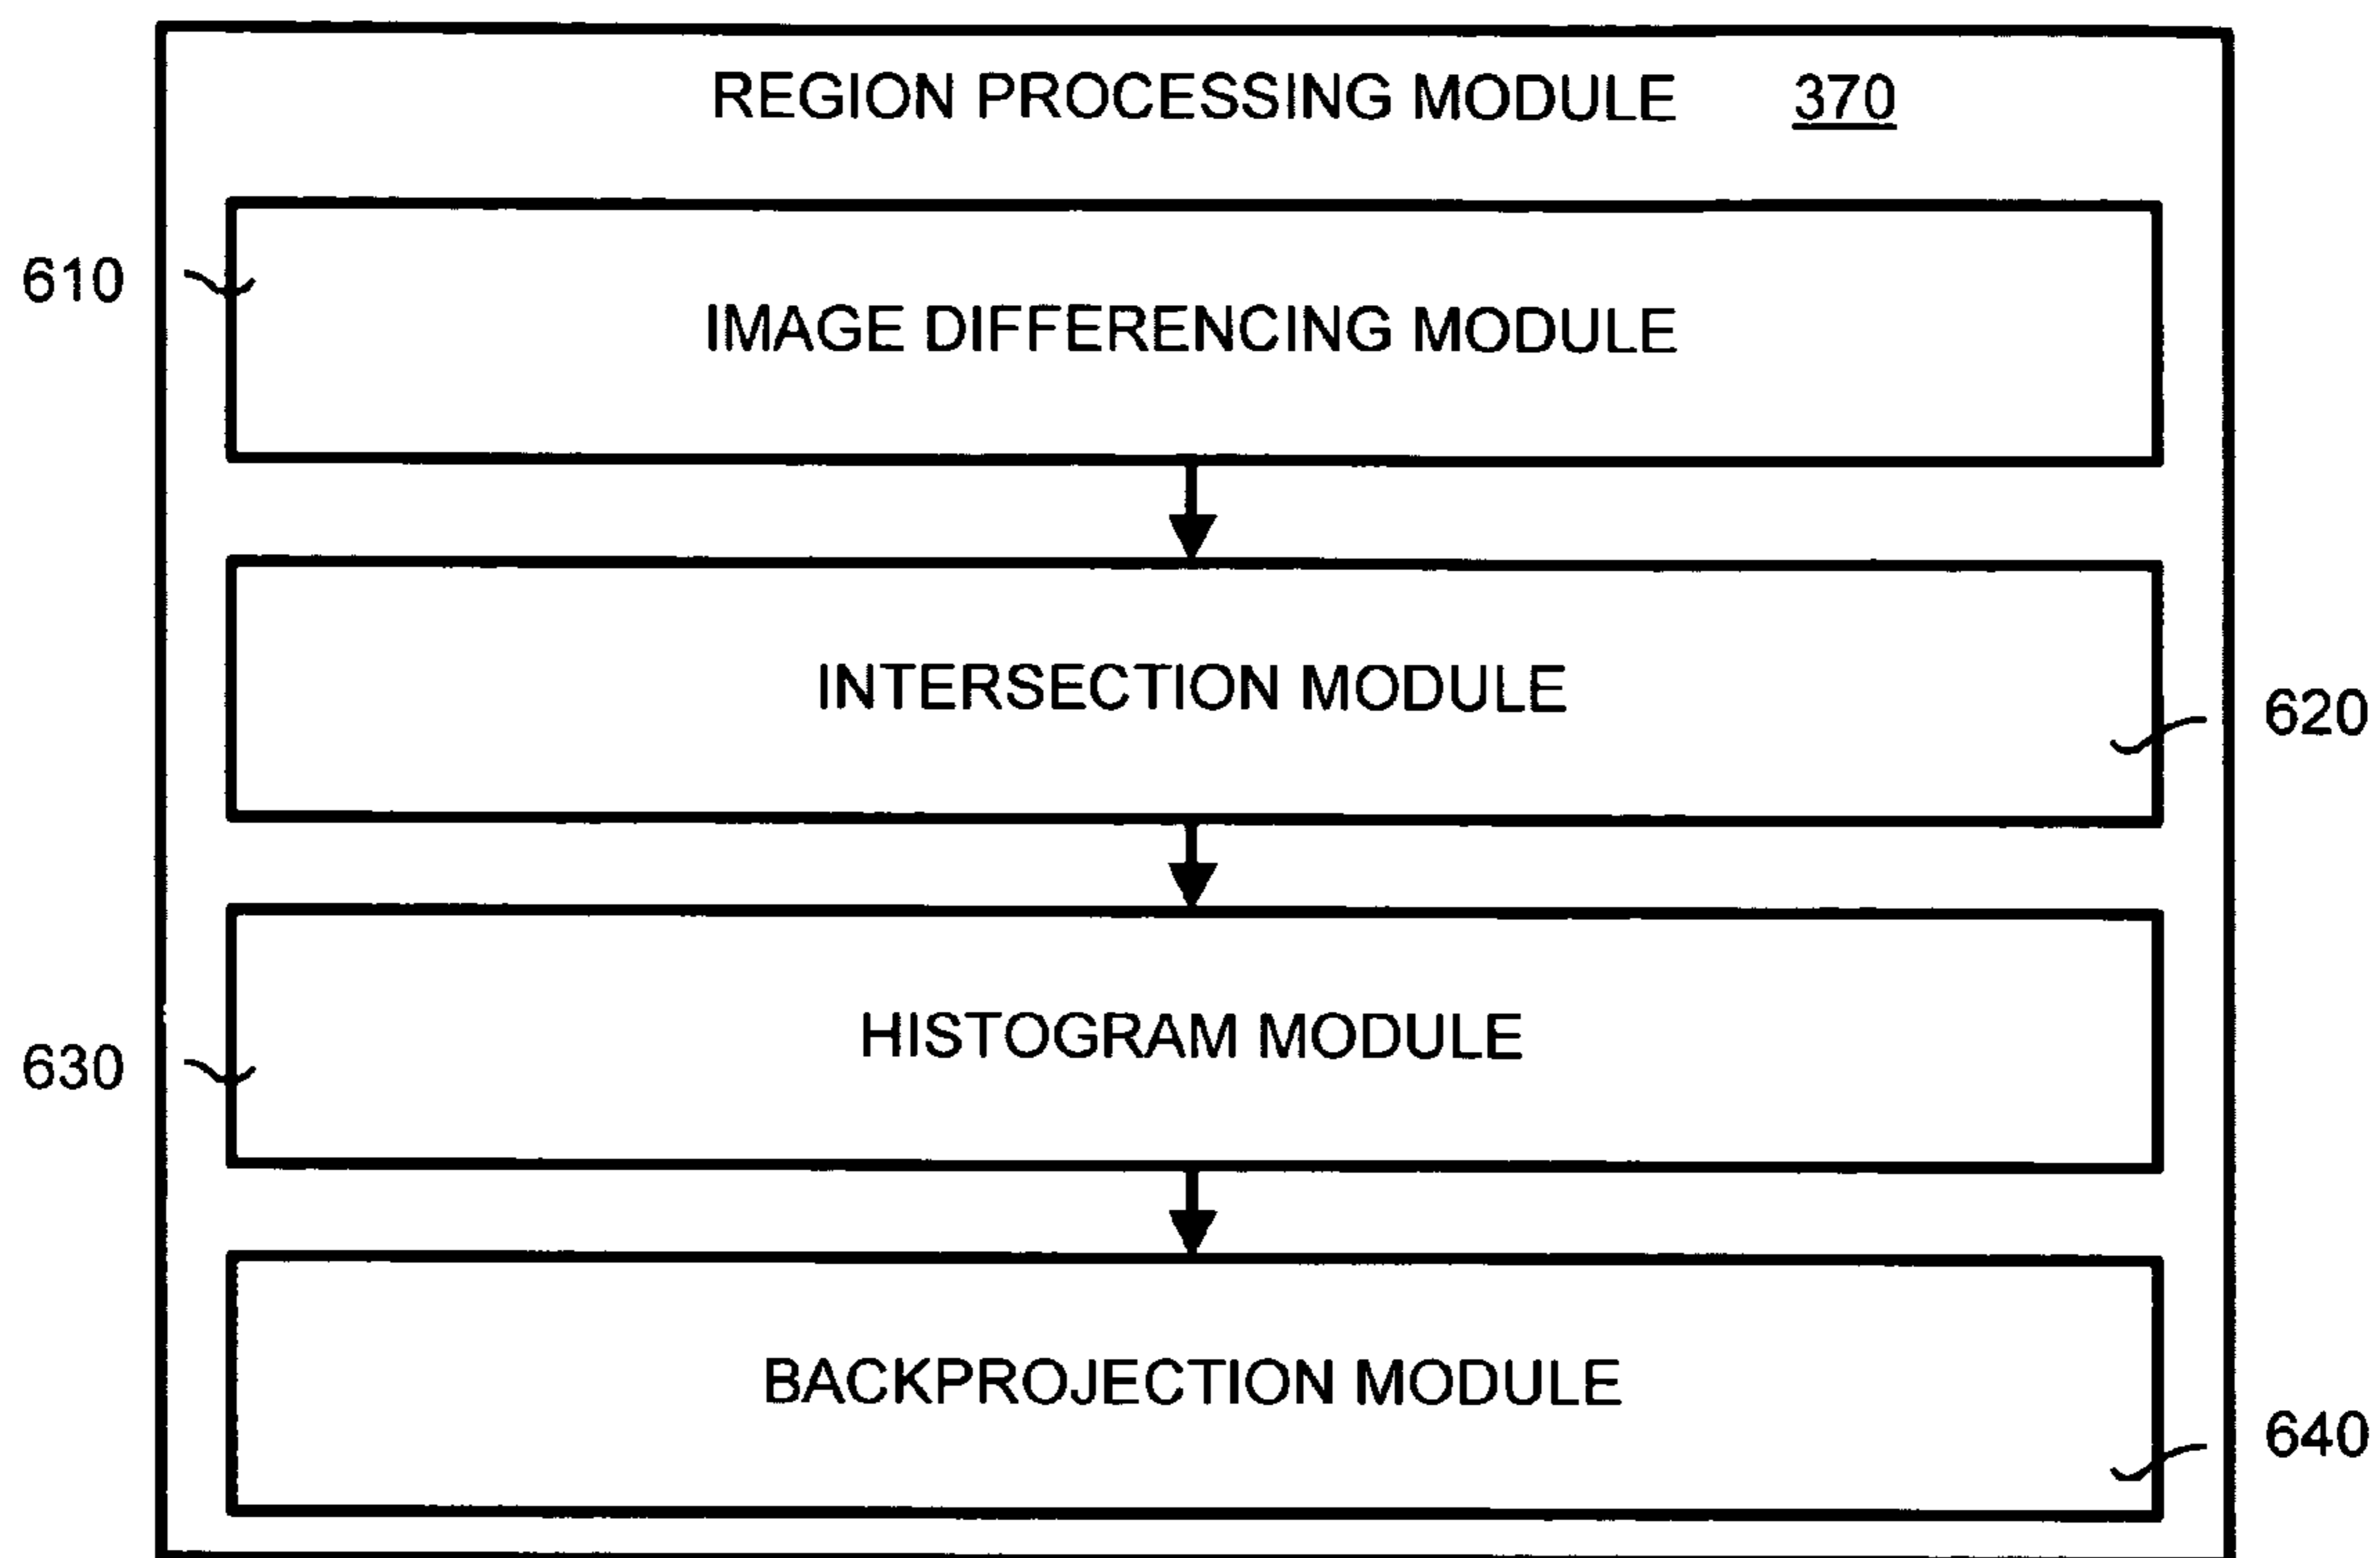 REGION PROCESSING MODULE 370
610
IMAGE DIFFERENCING MODULE
INTERSECTION MODULE
620
HISTOGRAM MODULE
630
BACKPROJECTION MODULE
640